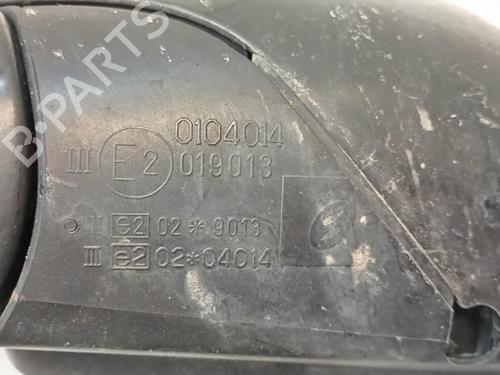 B-PARTS
0104014
III E2 019013
II e2 02*9013
III e2 02*04014